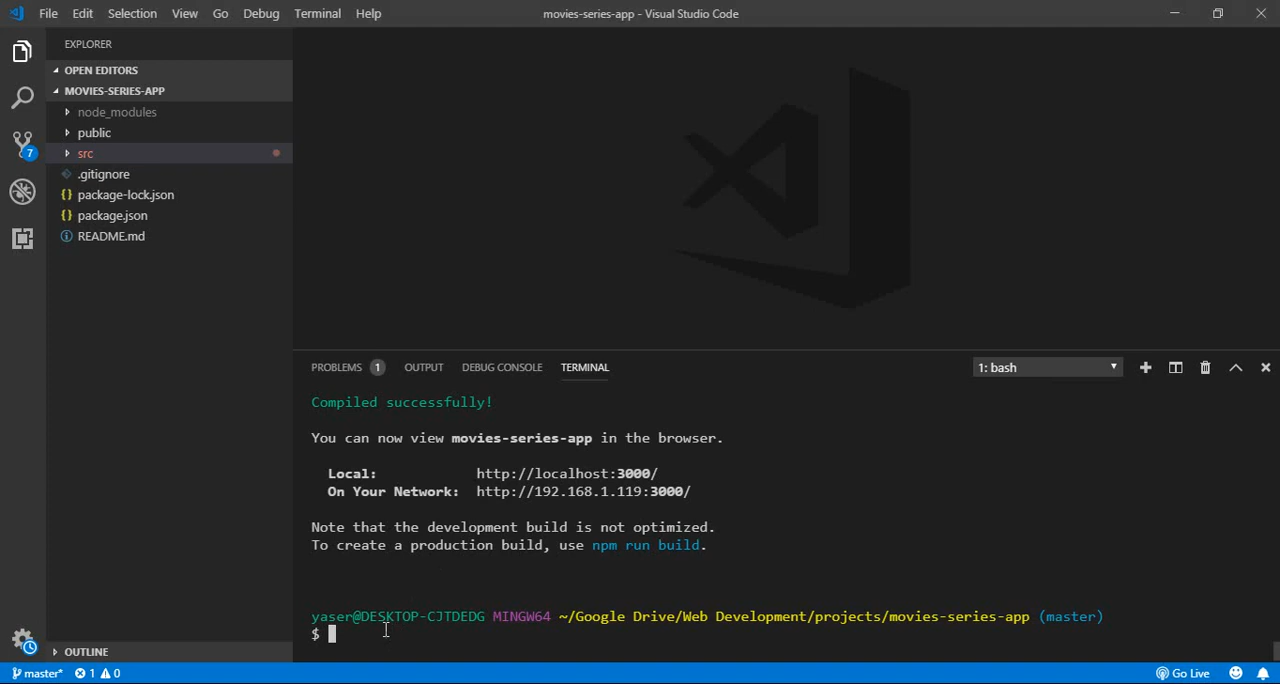 File Edit Selection View Go Debug Terminal Help
movies-series-app - Visual Studio Code
EXPLORER
OPEN EDITORS
MOVIES-SERIES-APP
node_modules
public
src
.gitignore
package-lock.json
package.json
README.md
7
OUTLINE
PROBLEMS 1 OUTPUT DEBUG CONSOLE TERMINAL
1: bash
Compiled successfully!
You can now view movies-series-app in the browser.
Local: http://localhost:3000/
On Your Network: http://192.168.1.119:3000/
Note that the development build is not optimized.
To create a production build, use npm run build.
yaser@DESKTOP-CJTDEDG MINGW64 ~/Google Drive/Web Development/projects/movies-series-app (master)
$
master* 1 0
Go Live